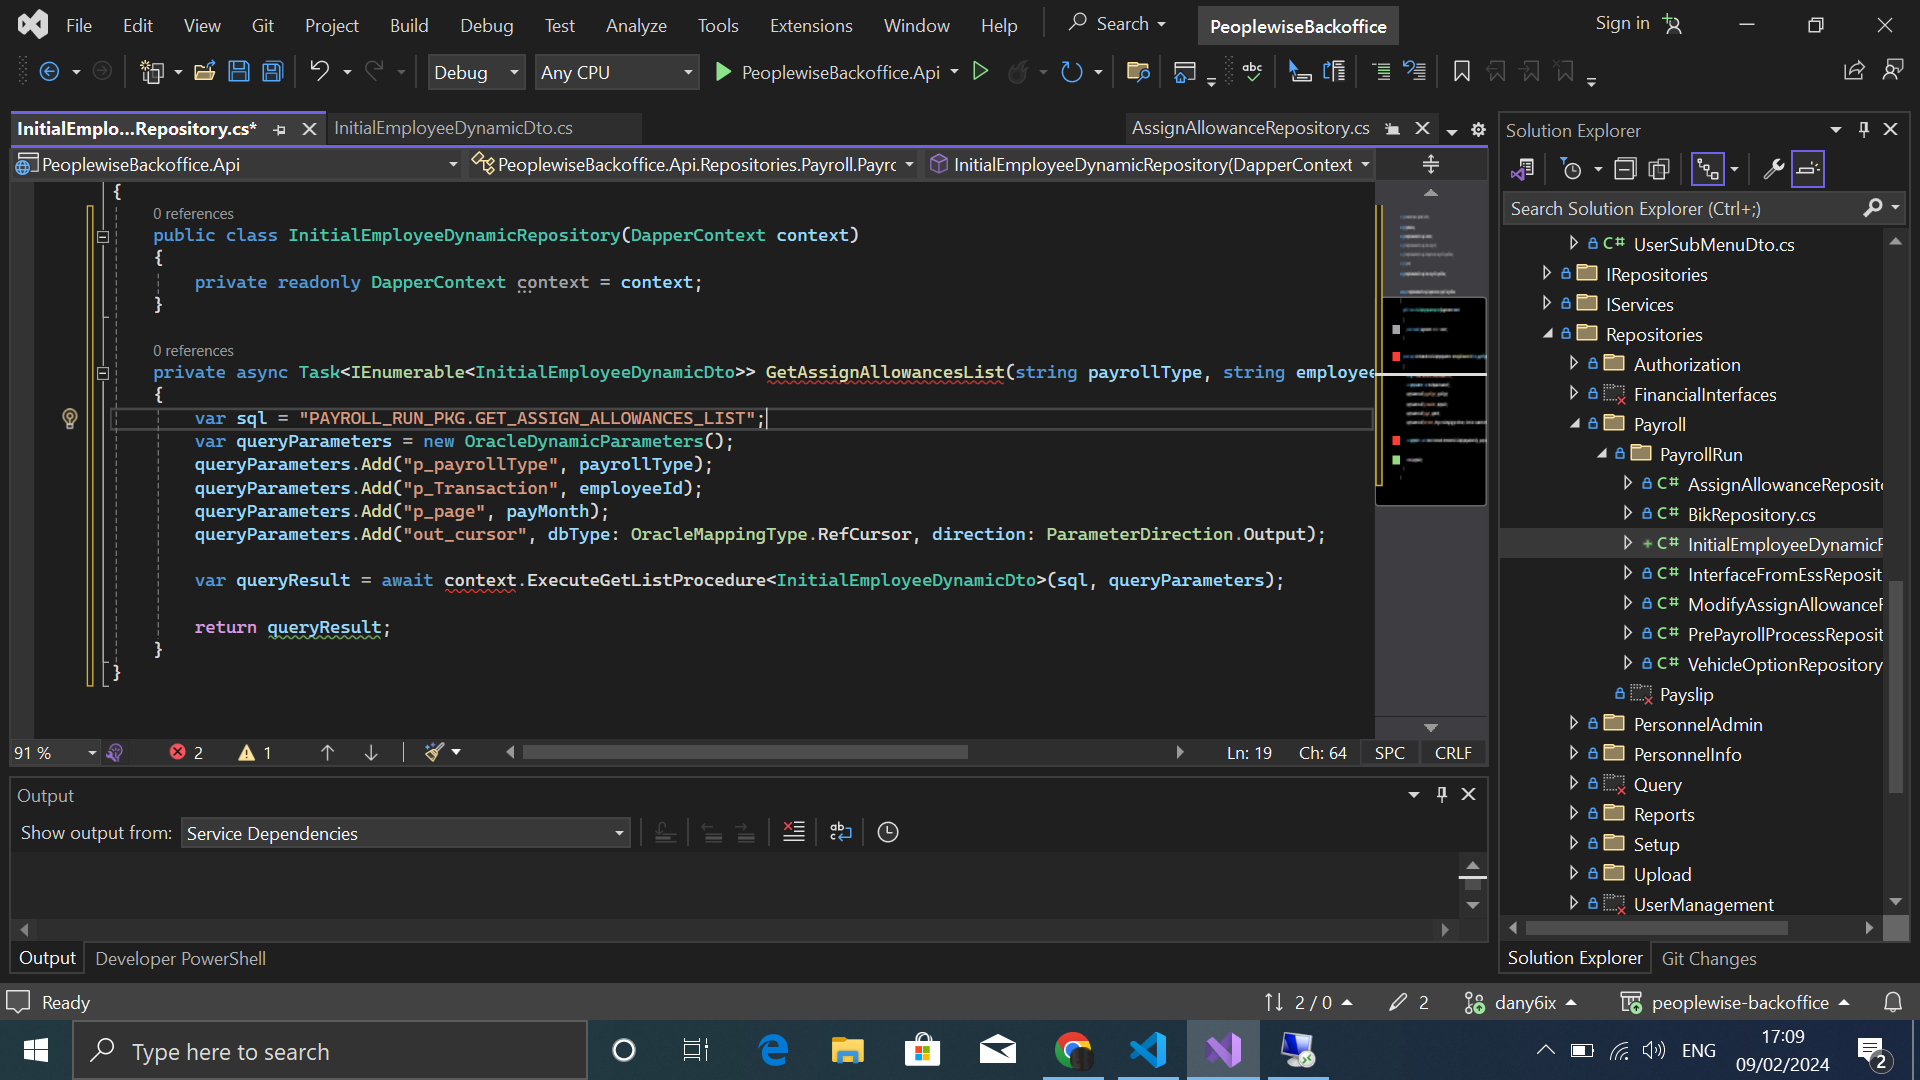 File Edit View Git Project Build Debug Test Analyze Tools Extensions Window Help Search PeoplewiseBackoffice Sign in
Debug Any CPU PeoplewiseBackoffice.Api
InitialEmplo...Repository.cs* InitialEmployeeDynamicDto.cs AssignAllowanceRepository.cs
PeoplewiseBackoffice.Api PeoplewiseBackoffice.Api.Repositories.Payroll.Payrc InitialEmployeeDynamicRepository(DapperContext context
{
0 references
public class InitialEmployeeDynamicRepository(DapperContext context)
{
private readonly DapperContext context = context;
}
0 references
private async Task<IEnumerable<InitialEmployeeDynamicDto>> GetAssignAllowancesList(string payrollType, string employee
{
var sql = "PAYROLL_RUN_PKG.GET_ASSIGN_ALLOWANCES_LIST";
var queryParameters = new OracleDynamicParameters();
queryParameters.Add("p_payrollType", payrollType);
queryParameters.Add("p_Transaction", employeeId);
queryParameters.Add("p_page", payMonth);
queryParameters.Add("out_cursor", dbType: OracleMappingType.RefCursor, direction: ParameterDirection.Output);
var queryResult = await context.ExecuteGetListProcedure<InitialEmployeeDynamicDto>(sql, queryParameters);
return queryResult;
}
}
91 % 2 1 Ln: 19 Ch: 64 SPC CRLF
Output
Show output from: Service Dependencies
Output Developer PowerShell
Solution Explorer
Search Solution Explorer (Ctrl+;)
C# UserSubMenuDto.cs
IRepositories
IServices
Repositories
Authorization
FinancialInterfaces
Payroll
PayrollRun
C# AssignAllowanceReposito
C# BikRepository.cs
C# InitialEmployeeDynamicR
C# InterfaceFromEssReposit
C# ModifyAssignAllowanceR
C# PrePayrollProcessReposit
C# VehicleOptionRepository
Payslip
PersonnelAdmin
PersonnelInfo
Query
Reports
Setup
Upload
UserManagement
Solution Explorer Git Changes
Ready 2 / 0 2 dany6ix peoplewise-backoffice
Type here to search ENG 17:09
09/02/2024 2